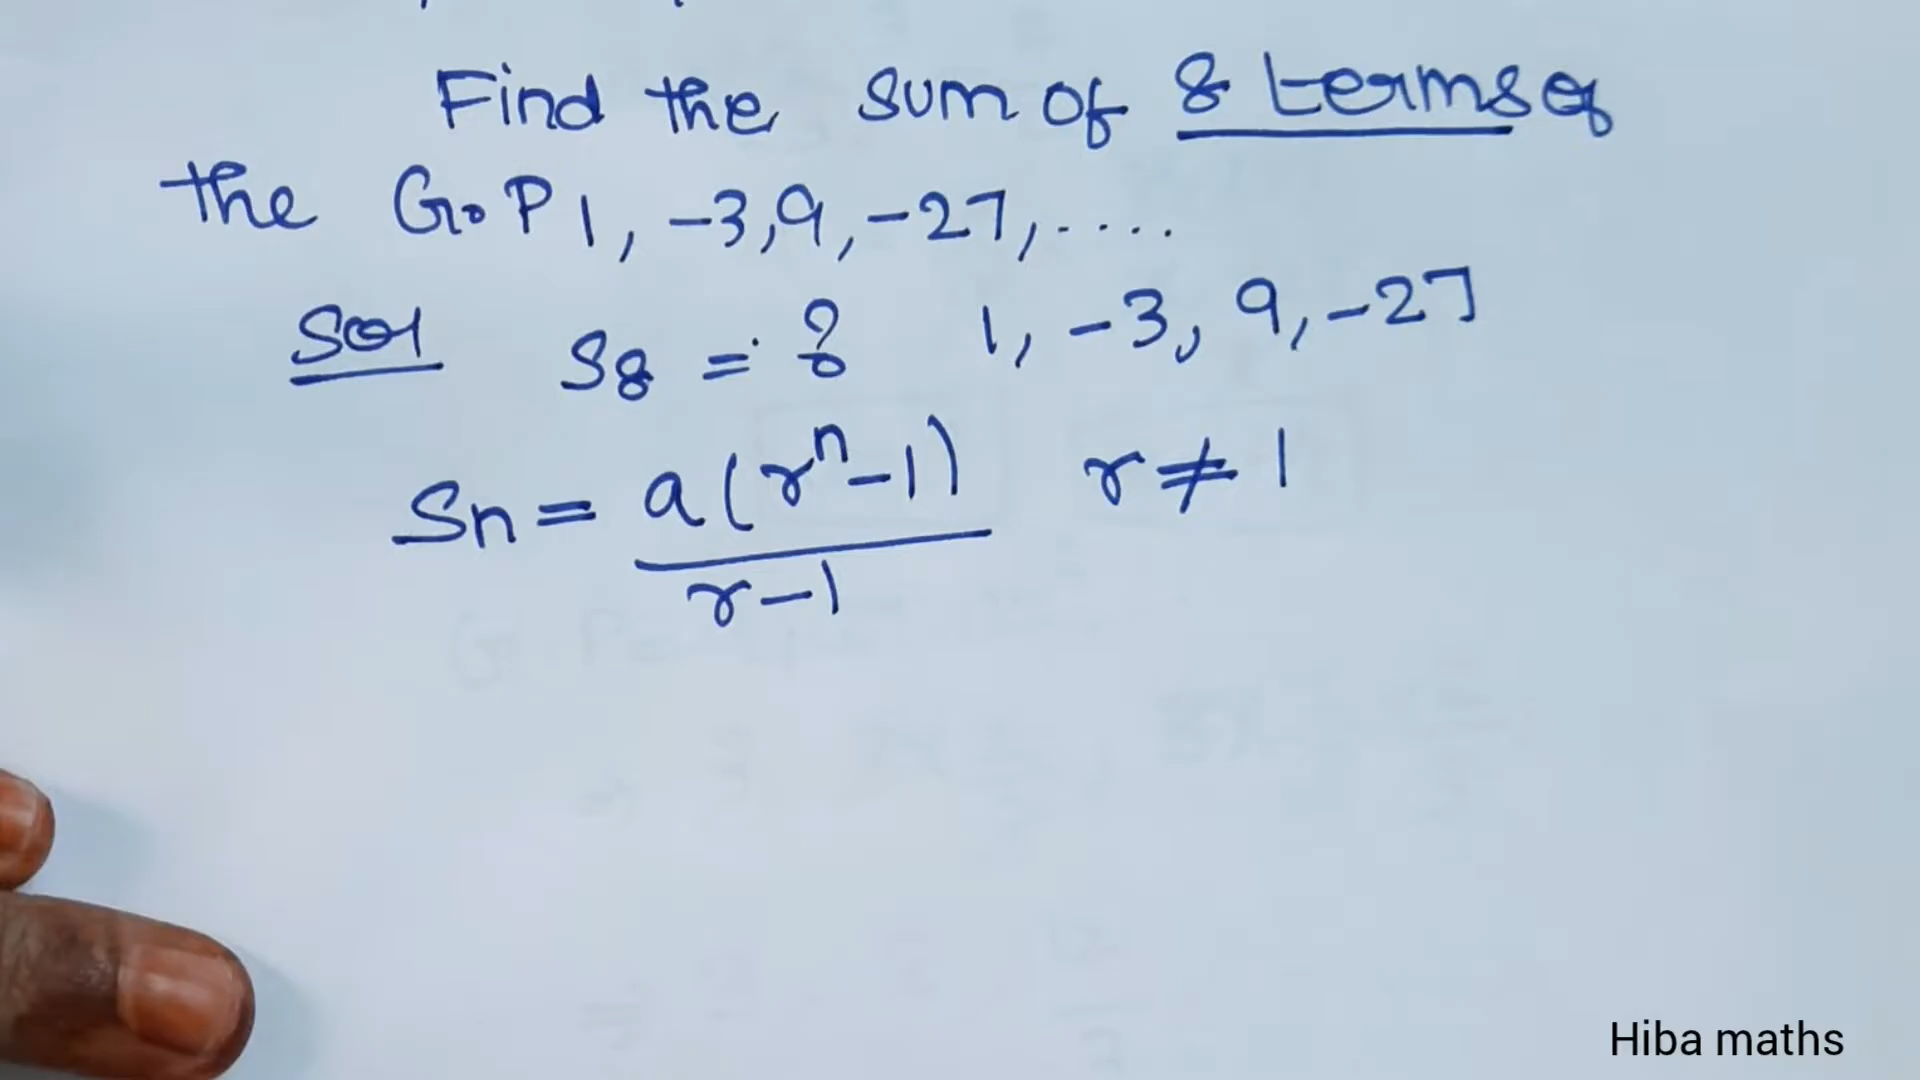 Find the sum of 8 terms of
the G.P 1, -3, 9, -27, ....
Sol S8 = ? 1, -3, 9, -27
Sn = a(r^n - 1) / r - 1 r ≠ 1
Hiba maths